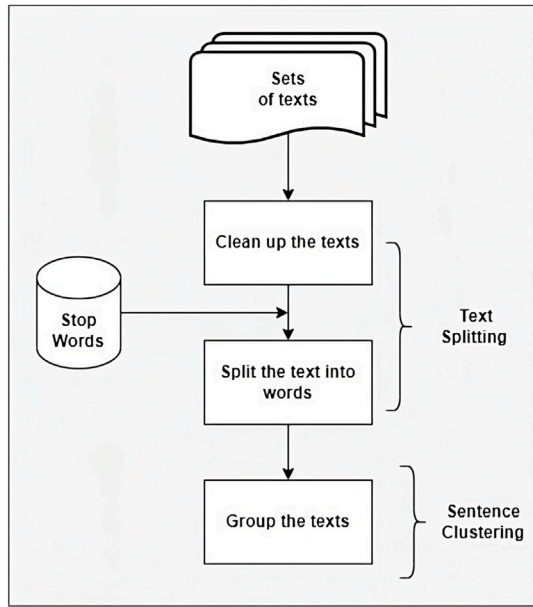 Sets
of texts
Clean up the texts
Stop
Words
Text
Splitting
Split the text into
words
Group the texts
Sentence
Clustering